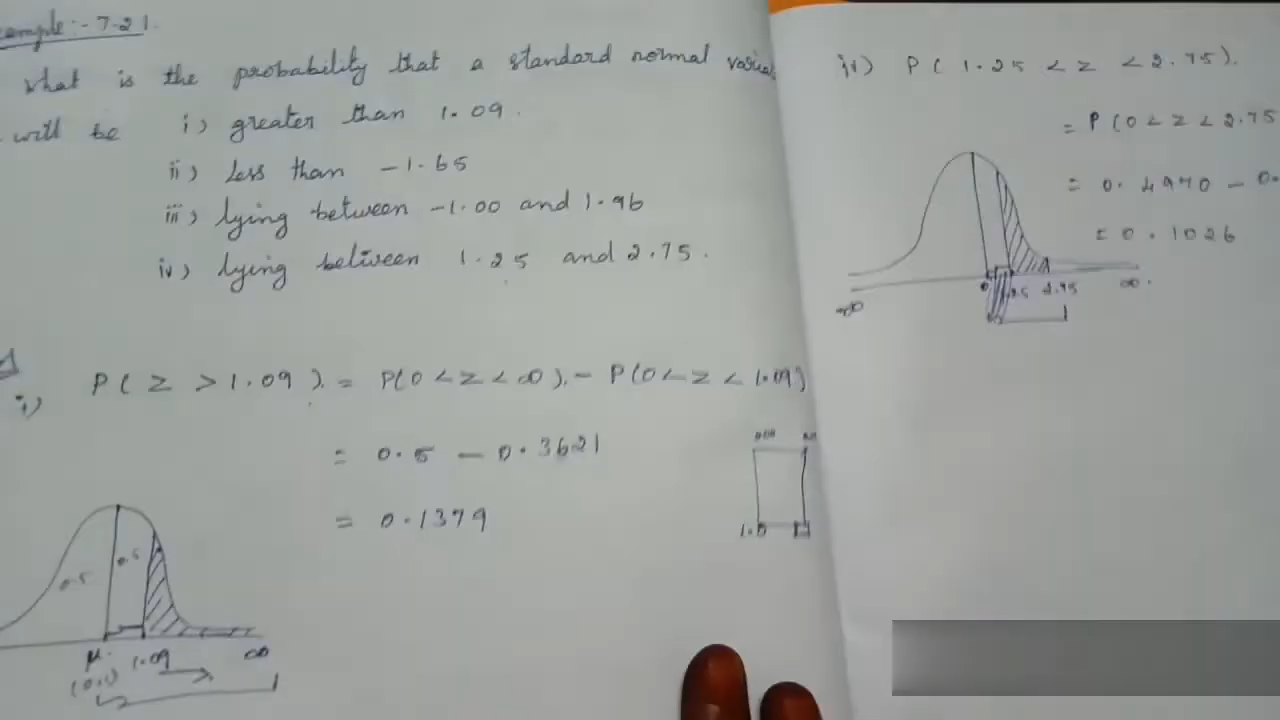 Example:- 7.21.
What is the probability that a standard normal
will be i) greater than 1.09.
ii) less than -1.65
iii) lying between -1.00 and 1.96
iv) lying between 1.25 and 2.75.
i) P(Z > 1.09). = P(0<Z<∞). - P(0<Z<1.09)
= 0.5 - 0.3621
= 0.1379
0.5 0.5
μ. 1.09 ∞
1.0
iv) P(1.25 < Z < 2.75).
= P(0<Z<2.75
= 0.4970 - 0.
= 0.1026
-∞ 0 2.75 ∞.